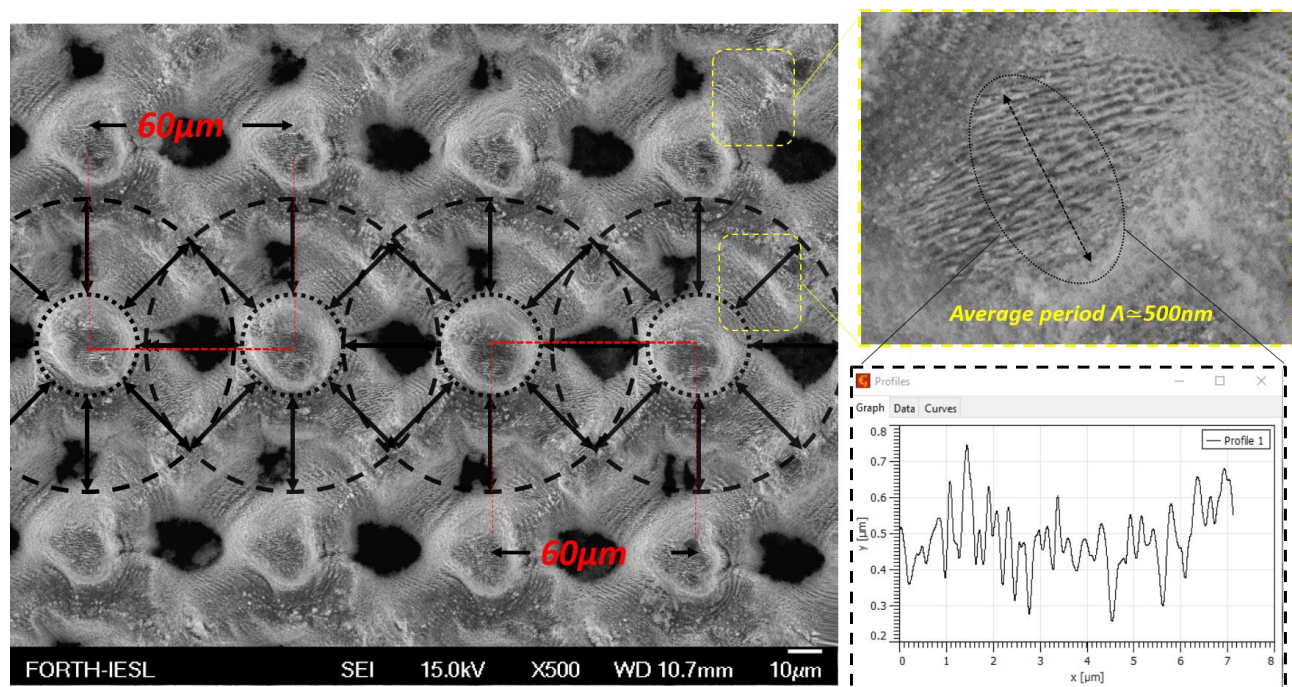 60μm
60μm
FORTH-IESL SEI 15.0kV X500 WD 10.7mm 10μm
Average period Λ≃500nm
Profiles
Graph Data Curves
Profile 1
0.8
0.7
0.6
0.5
0.4
0.3
0.2
y [μm]
0 1 2 3 4 5 6 7 8
x [μm]